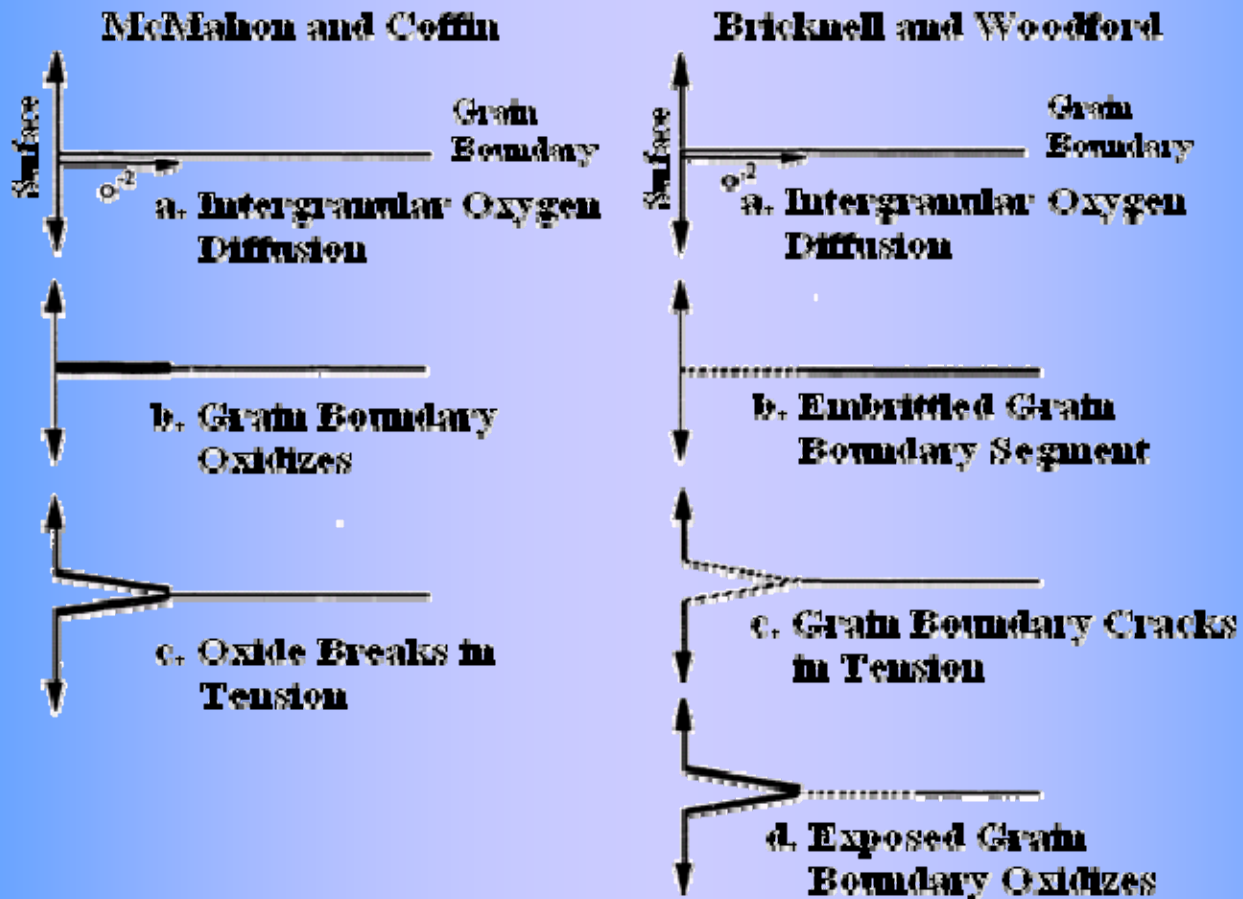 McMahon and Coffin
Surface
Grain
Boundary
O-2
a. Intergranular Oxygen
Diffusion
b. Grain Boundary
Oxidizes
c. Oxide Breaks in
Tension
Bricknell and Woodford
Surface
Grain
Boundary
O-2
a. Intergranular Oxygen
Diffusion
b. Embrittled Grain
Boundary Segment
c. Grain Boundary Cracks
in Tension
d. Exposed Grain
Boundary Oxidizes